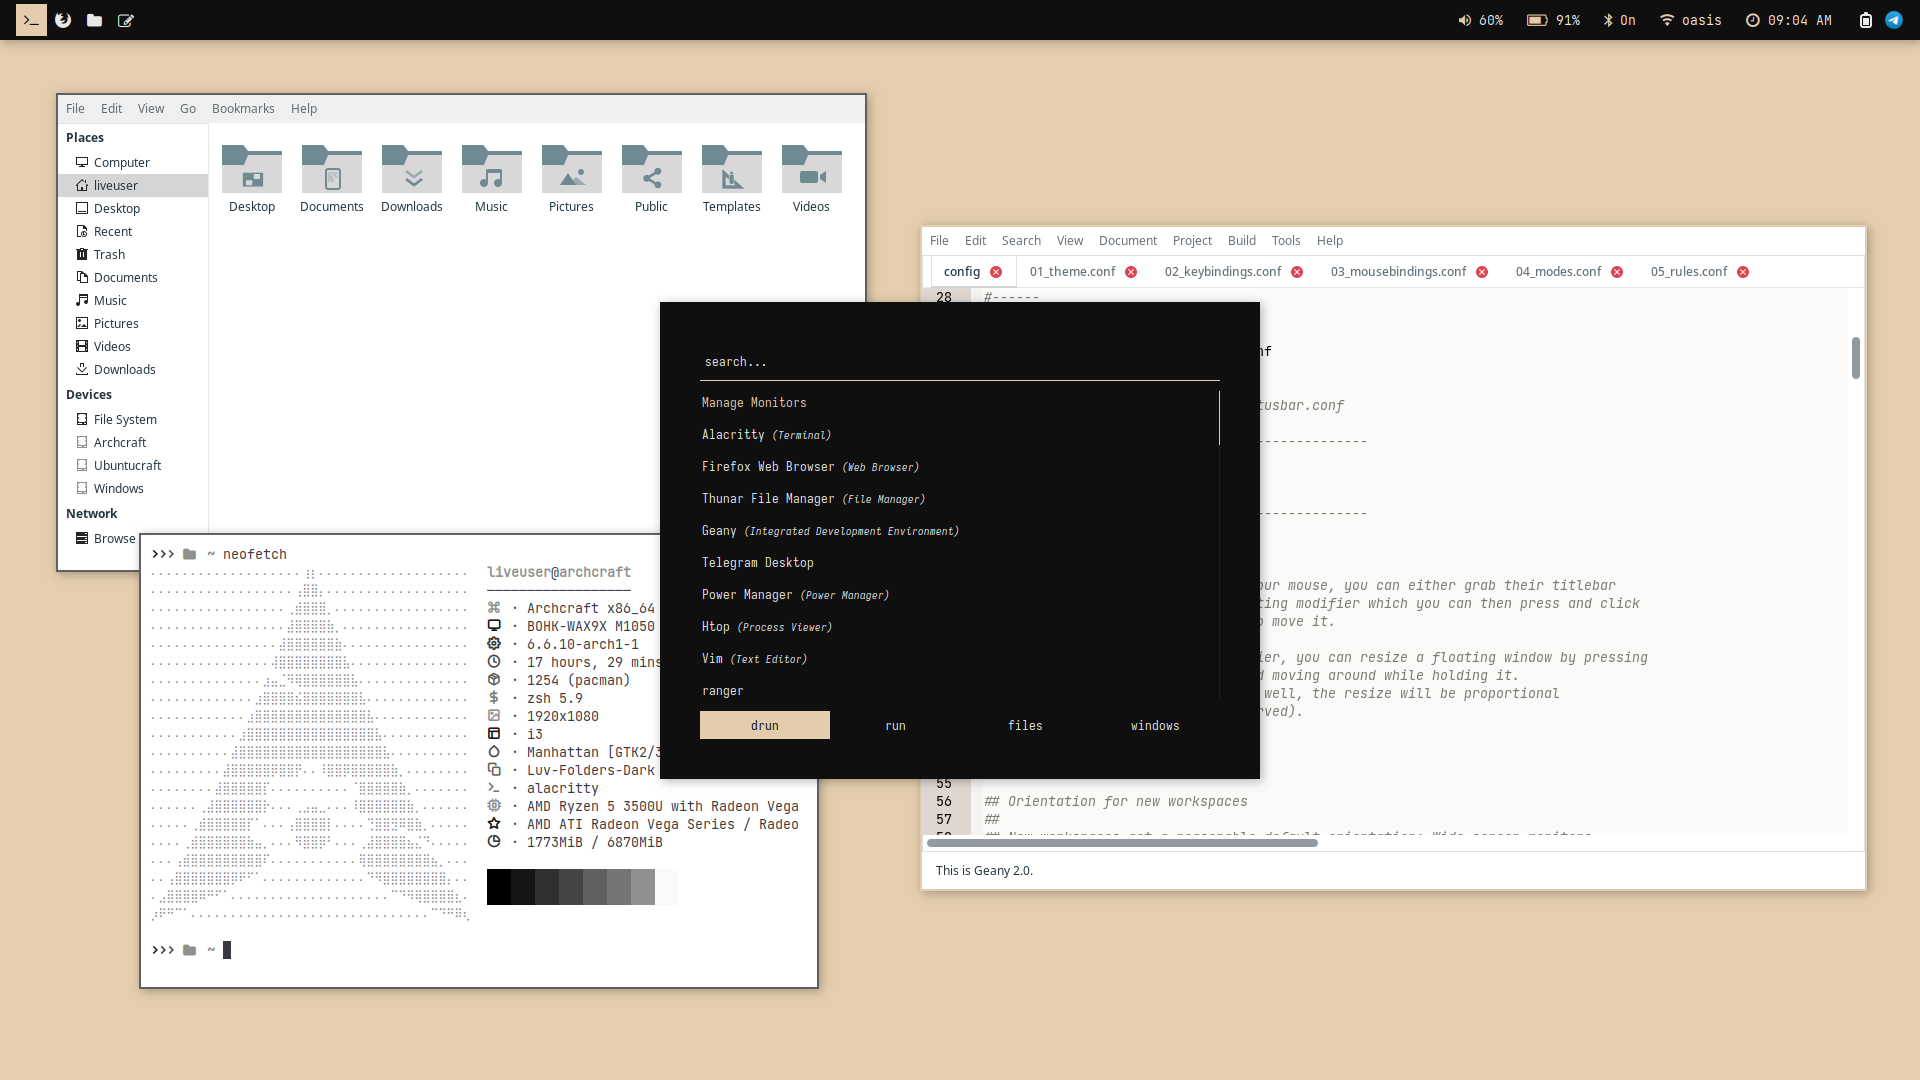 60%
91%
On
oasis
09:04 AM
File Edit View Go Bookmarks Help
Places
Computer
liveuser
Desktop
Recent
Trash
Documents
Music
Pictures
Videos
Downloads
Devices
File System
Archcraft
Ubuntucraft
Windows
Network
Browse
Desktop Documents Downloads Music Pictures Public Templates Videos
>>> ~ neofetch
liveuser@archcraft
· Archcraft x86_64
· BOHK-WAX9X M1050
· 6.6.10-arch1-1
· 17 hours, 29 mins
· 1254 (pacman)
· zsh 5.9
· 1920x1080
· i3
· Manhattan [GTK2/3
· Luv-Folders-Dark
· alacritty
· AMD Ryzen 5 3500U with Radeon Vega
· AMD ATI Radeon Vega Series / Radeo
· 1773MiB / 6870MiB
>>> ~
search...
Manage Monitors
Alacritty (Terminal)
Firefox Web Browser (Web Browser)
Thunar File Manager (File Manager)
Geany (Integrated Development Environment)
Telegram Desktop
Power Manager (Power Manager)
Htop (Process Viewer)
Vim (Text Editor)
ranger
drun run files windows
File Edit Search View Document Project Build Tools Help
config 01_theme.conf 02_keybindings.conf 03_mousebindings.conf 04_modes.conf 05_rules.conf
28 #------
nf
tusbar.conf
--------------
--------------
our mouse, you can either grab their titlebar
ting modifier which you can then press and click
o move it.
ier, you can resize a floating window by pressing
d moving around while holding it.
well, the resize will be proportional
rved).
55
56 ## Orientation for new workspaces
57 ##
58 ## New workspaces get a reasonable default orientation: Wide-screen monitors
This is Geany 2.0.